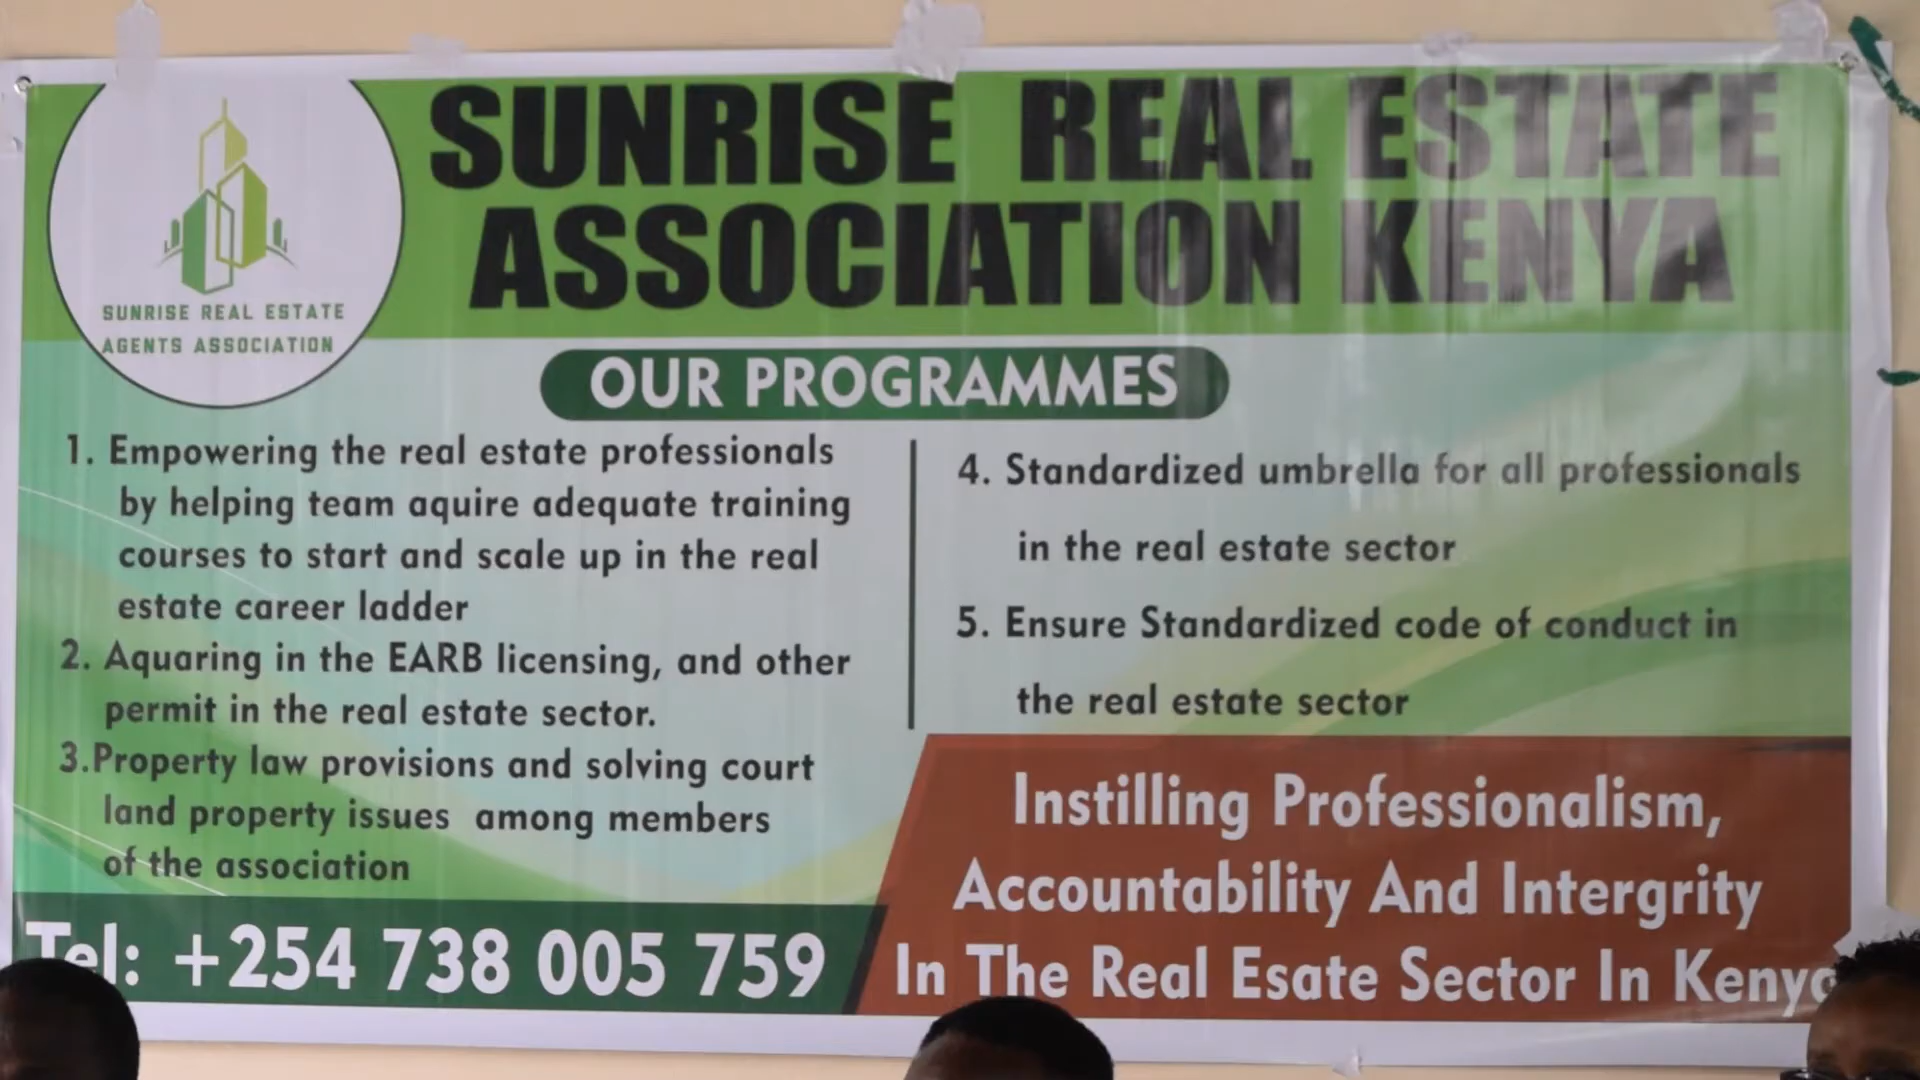 SUNRISE REAL ESTATE
ASSOCIATION KENYA
SUNRISE REAL ESTATE
AGENTS ASSOCIATION
OUR PROGRAMMES
1. Empowering the real estate professionals
by helping team aquire adequate training
courses to start and scale up in the real
estate career ladder
2. Aquaring in the EARB licensing, and other
permit in the real estate sector.
3.Property law provisions and solving court
land property issues among members
of the association
4. Standardized umbrella for all professionals
in the real estate sector
5. Ensure Standardized code of conduct in
the real estate sector
Instilling Professionalism,
Accountability And Intergrity
In The Real Esate Sector In Kenya
Tel: +254 738 005 759